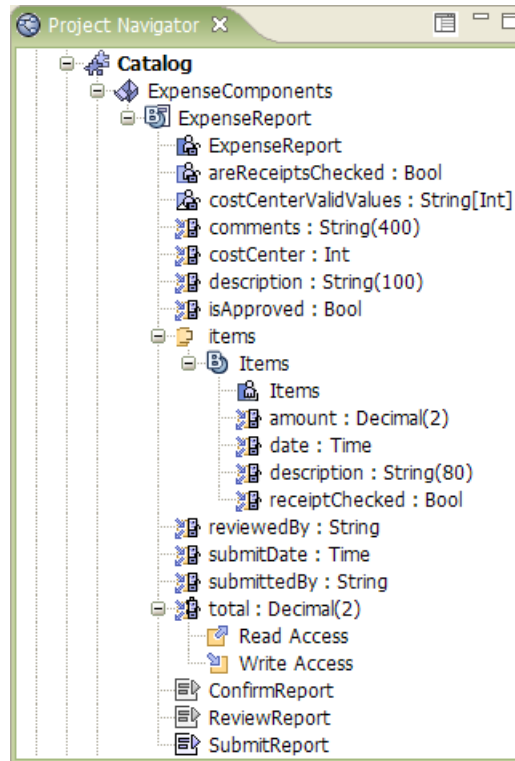 Project Navigator
Catalog
ExpenseComponents
ExpenseReport
ExpenseReport
areReceiptsChecked : Bool
costCenterValidValues : String[Int]
comments : String(400)
costCenter : Int
description : String(100)
isApproved : Bool
items
Items
Items
amount : Decimal(2)
date : Time
description : String(80)
receiptChecked : Bool
reviewedBy : String
submitDate : Time
submittedBy : String
total : Decimal(2)
Read Access
Write Access
ConfirmReport
ReviewReport
SubmitReport